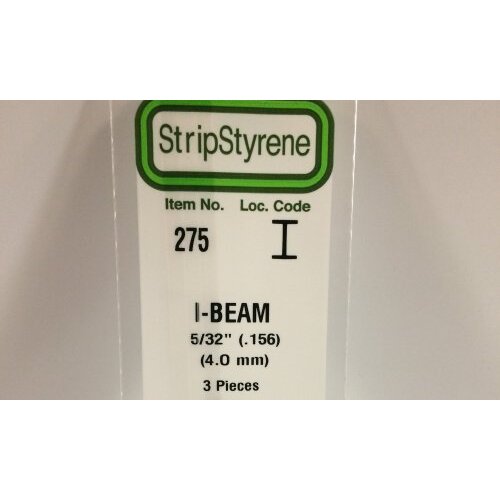 StripStyrene
Item No. Loc. Code
275 I
I-BEAM
5/32" (.156)
(4.0 mm)
3 Pieces